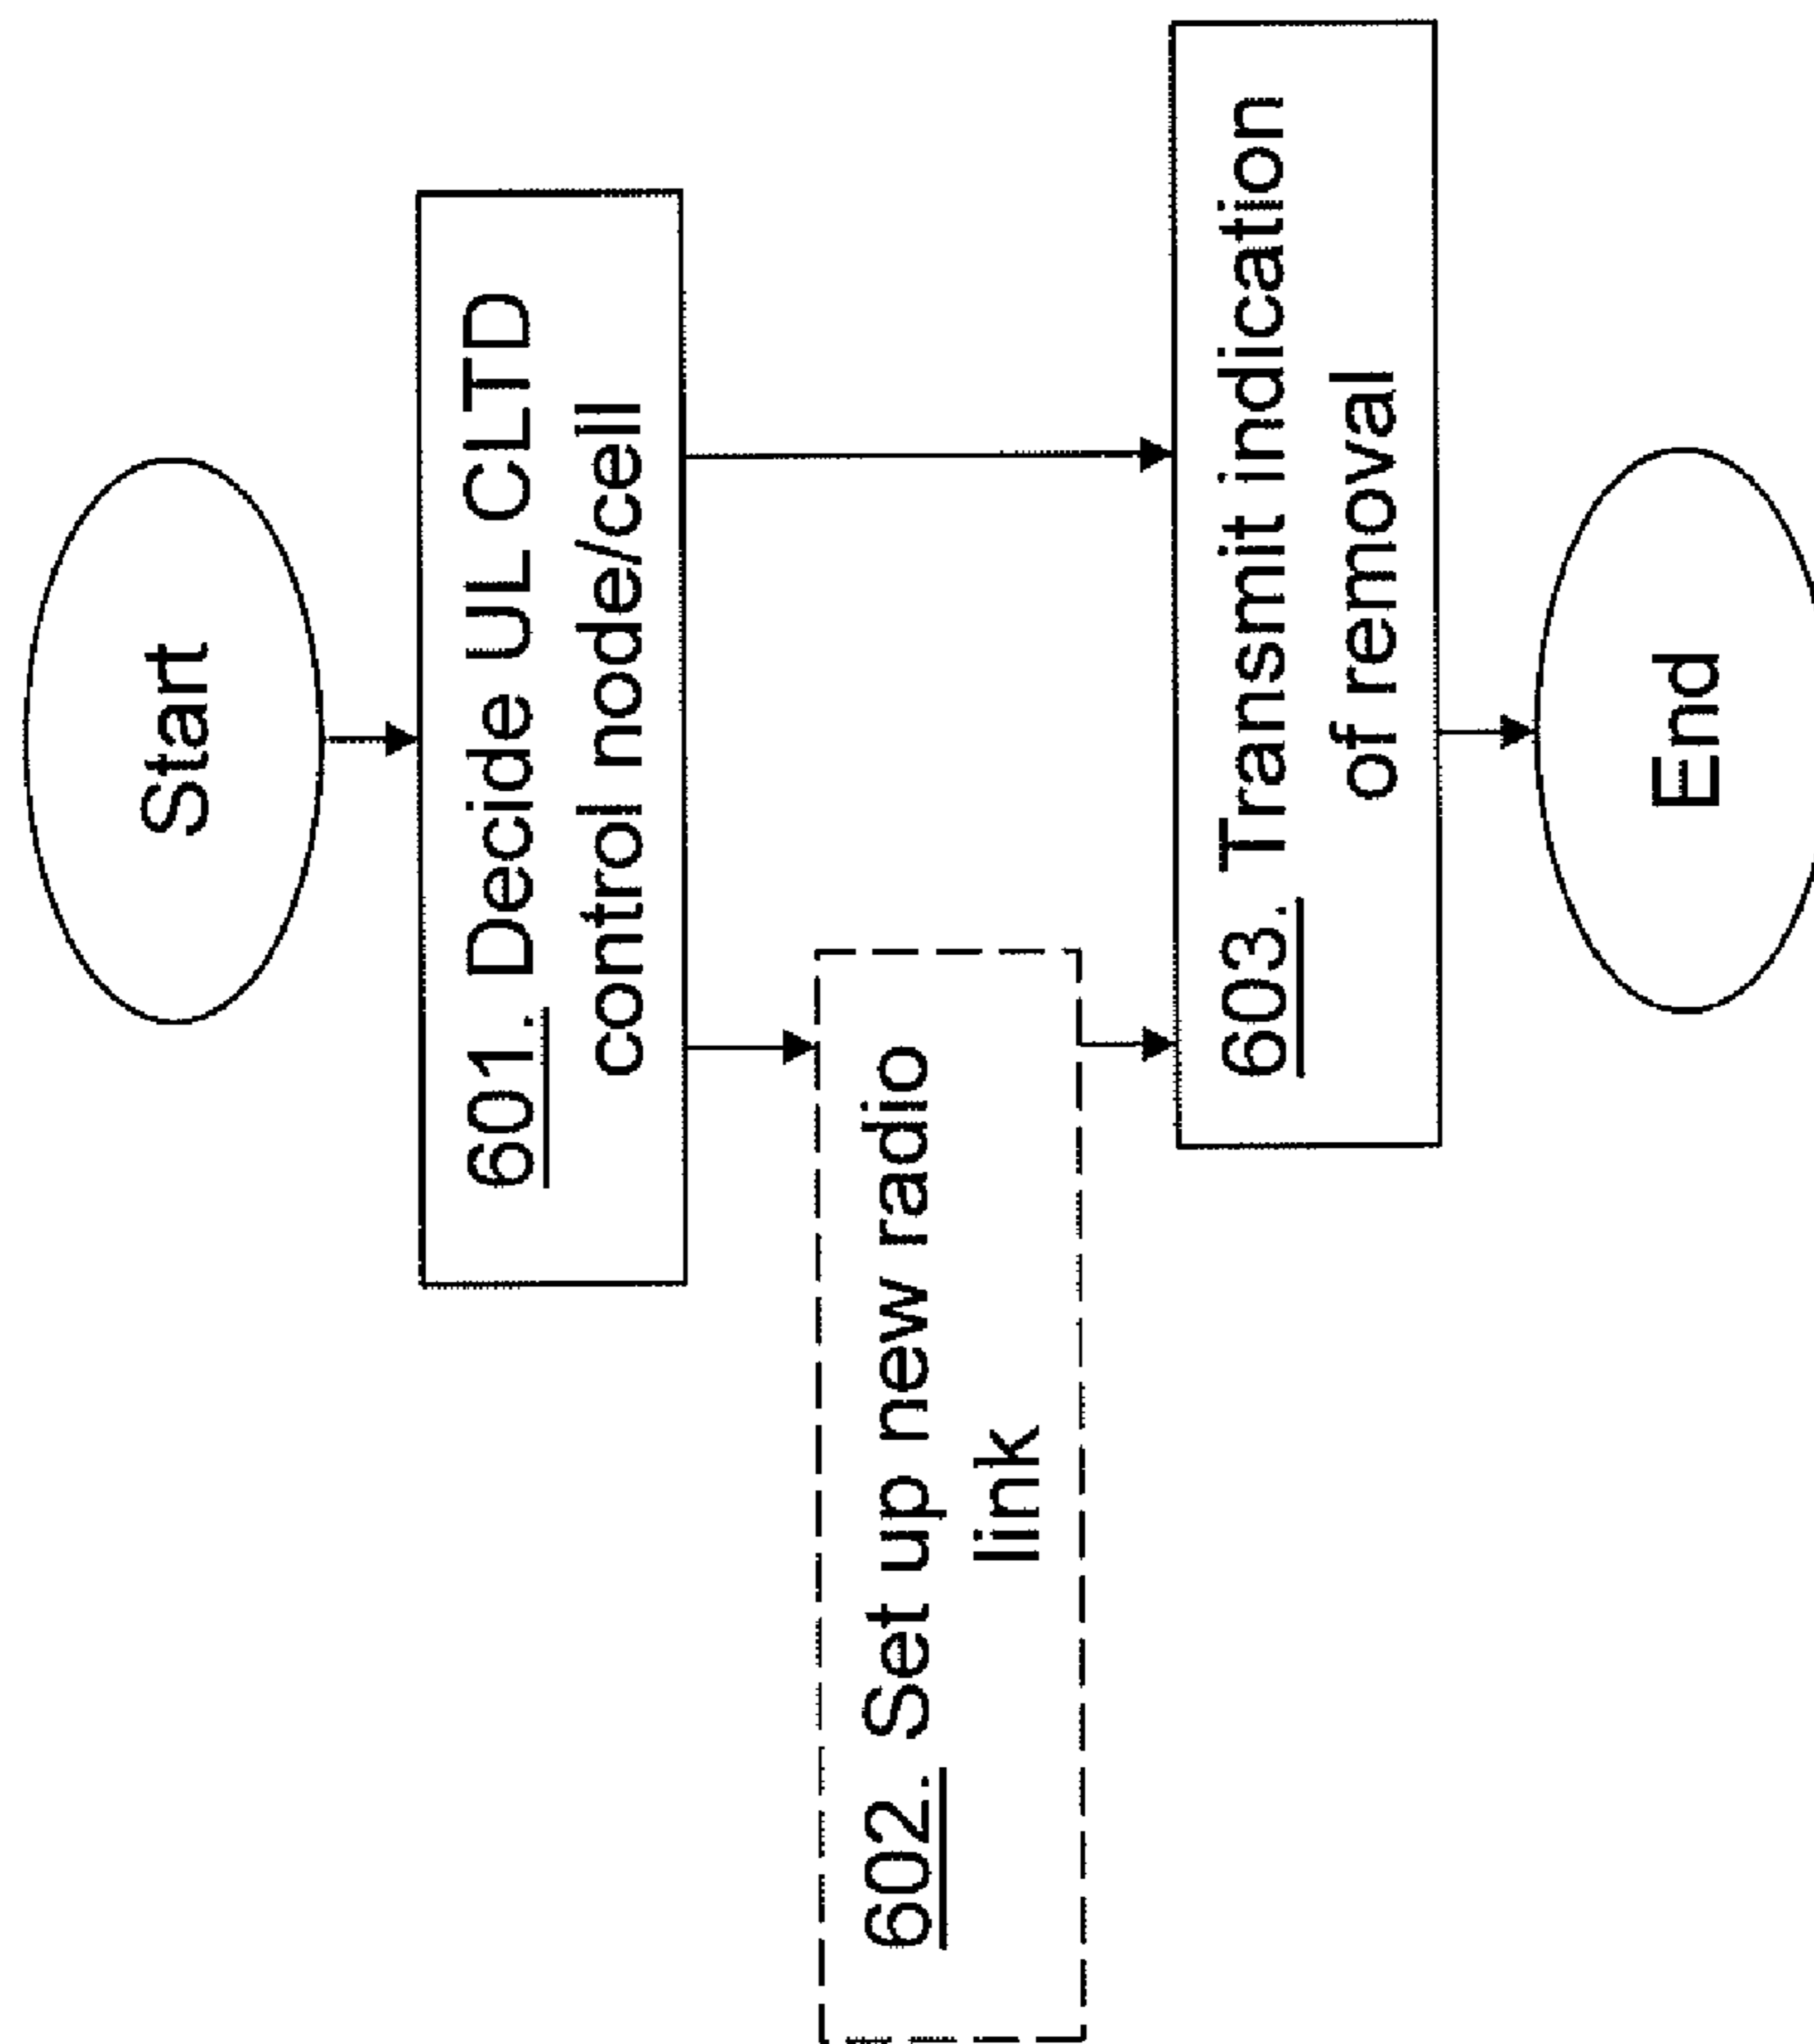 Start
601. Decide UL CLTD
control node/cell
602. Set up new radio
link
603. Transmit indication
of removal
End